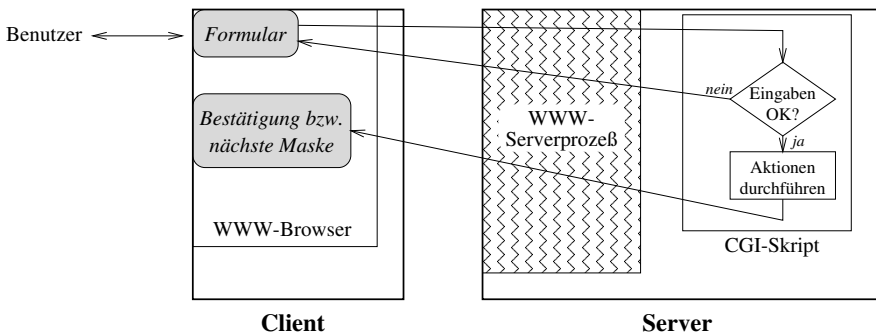 Benutzer
Formular
Bestätigung bzw.
nächste Maske
WWW-Browser
Client
WWW-
Serverprozeß
nein
Eingaben
OK?
ja
Aktionen
durchführen
CGI-Skript
Server